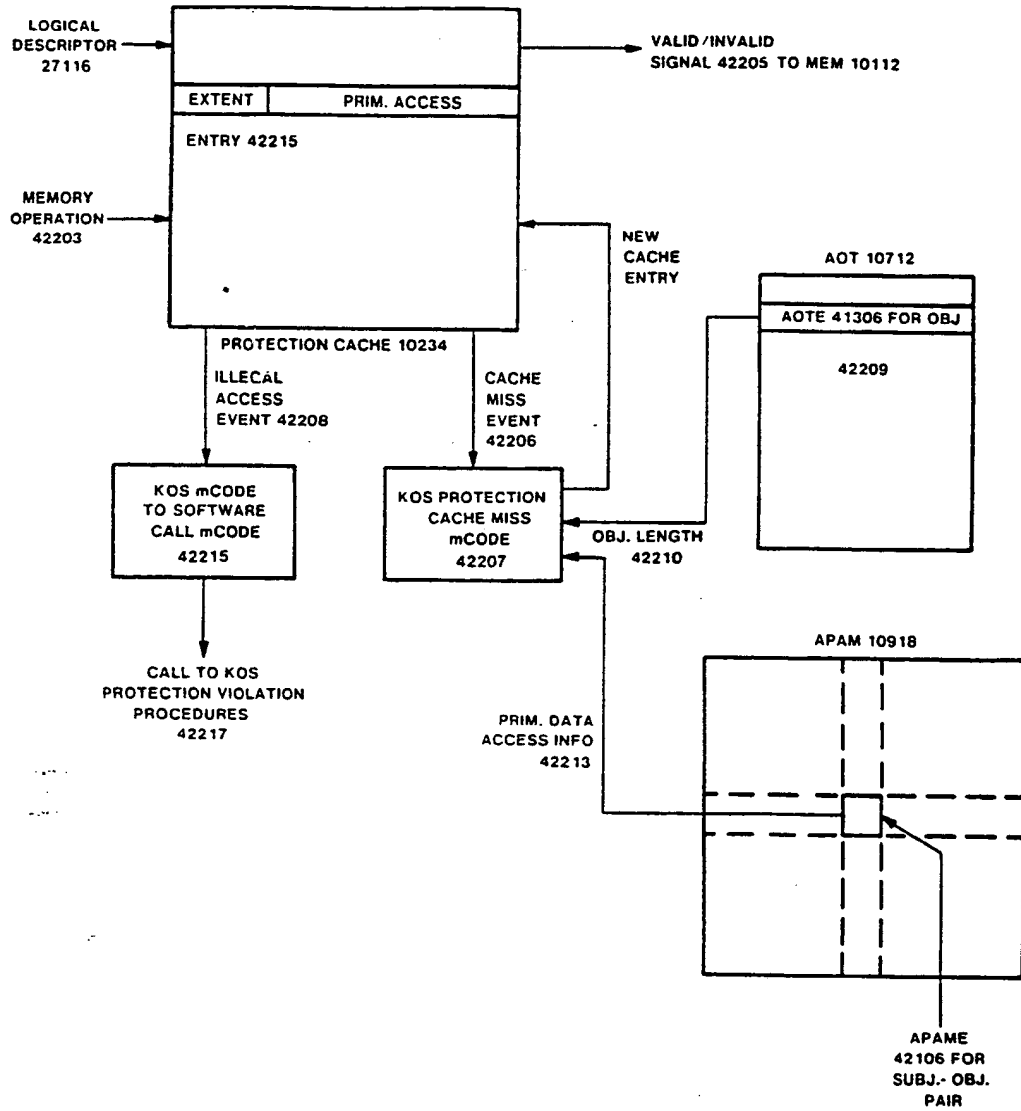 LOGICAL
DESCRIPTOR
27116
VALID/INVALID
SIGNAL 42205 TO MEM 10112
EXTENT
PRIM. ACCESS
ENTRY 42215
MEMORY
OPERATION
42203
NEW
CACHE
ENTRY
AOT 10712
AOTE 41306 FOR OBJ
42209
PROTECTION CACHE 10234
ILLECAL
ACCESS
EVENT 42208
CACHE
MISS
EVENT
42206
KOS mCODE
TO SOFTWARE
CALL mCODE
42215
KOS PROTECTION
CACHE MISS
mCODE
42207
OBJ. LENGTH
42210
CALL TO KOS
PROTECTION VIOLATION
PROCEDURES
42217
APAM 10918
PRIM. DATA
ACCESS INFO
42213
APAME
42106 FOR
SUBJ.- OBJ.
PAIR